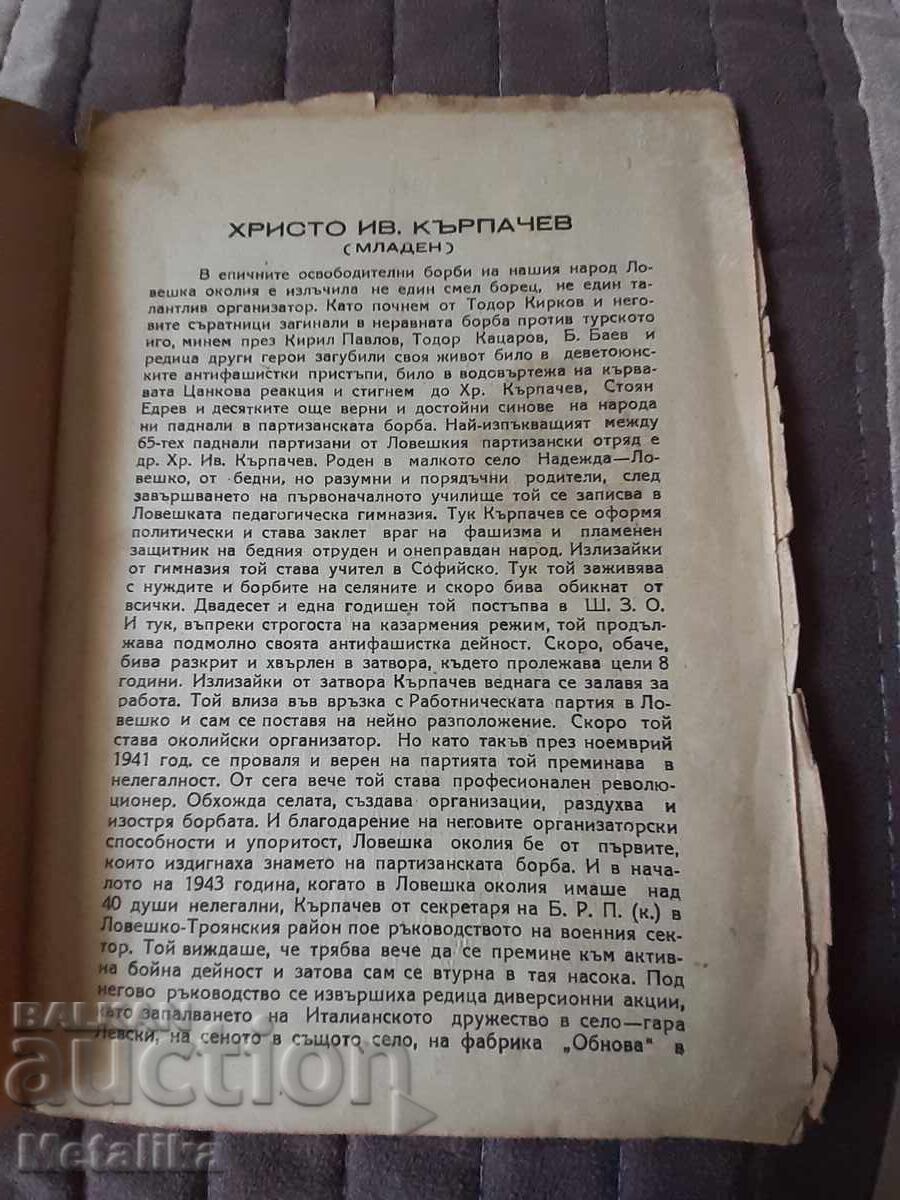 ХРИСТО ИВ. КЪРПАЧЕВ
(МЛАДЕН)
В епичните освободителни борби на нашия народ Ло-
вешка околия е излъчила не един смел борец, не един та-
лантлив организатор. Като почнем от Тодор Кирков и него-
вите съратници загинали в неравната борба против турското
иго, минем през Кирил Павлов, Тодор Кацаров, Б. Баев и
редица други герои загубили своя живот било в деветоюн-
ските антифашистки пристъпи, било в водовъртежа на кърва-
вата Цанкова реакция и стигнем до Хр. Кърпачев, Стоян
Едрев и десятките още верни и достойни синове на народа
ни паднали в партизанската борба. Най-изпъкващият между
65-тех паднали партизани от Ловешкия партизански отряд е
др. Хр. Ив. Кърпачев. Роден в малкото село Надежда—Ло-
вешко, от бедни, но разумни и порядъчни родители, след
завършването на първоначалното училище той се записва в
Ловешката педагогическа гимназия. Тук Кърпачев се оформя
политически и става заклет враг на фашизма и пламенен
защитник на бедния отруден и онеправдан народ. Излизайки
от гимназия той става учител в Софийско. Тук той заживява
с нуждите и борбите на селяните и скоро бива обикнат от
всички. Двадесет и една годишен той постъпва в Ш. З. О.
И тук, въпреки строгоста на казармения режим, той продъл-
жава подмолно своята антифашистка дейност. Скоро, обаче,
бива разкрит и хвърлен в затвора, където пролежава цели 8
години. Излизайки от затвора Кърпачев веднага се залавя за
работа. Той влиза във връзка с Работническата партия в Ло-
вешко и сам се поставя на нейно разположение. Скоро той
става околийски организатор. Но като такъв през ноемврий
1941 год. се проваля и верен на партията той преминава в
нелегалност. От сега вече той става професионален револю-
ционер. Обхожда селата, създава организации, раздухва и
изостря борбата. И благодарение на неговите организаторски
способности и упоритост, Ловешка околия бе от първите,
които издигнаха знамето на партизанската борба. И в нача-
лото на 1943 година, когато в Ловешка околия имаше над
40 души нелегални, Кърпачев от секретаря на Б. Р. П. (к.) в
Ловешко-Троянския район пое ръководството на военния сек-
тор. Той виждаше, че трябва вече да се премине към актив-
на бойна дейност и затова сам се втурна в тая насока. Под
негово ръководство се извършиха редица диверсионни акции,
като запалването на Италианското дружество в село—гара
Левски, на сеното в същото село, на фабрика „Обнова" в
BALKAN
auction
Metalika